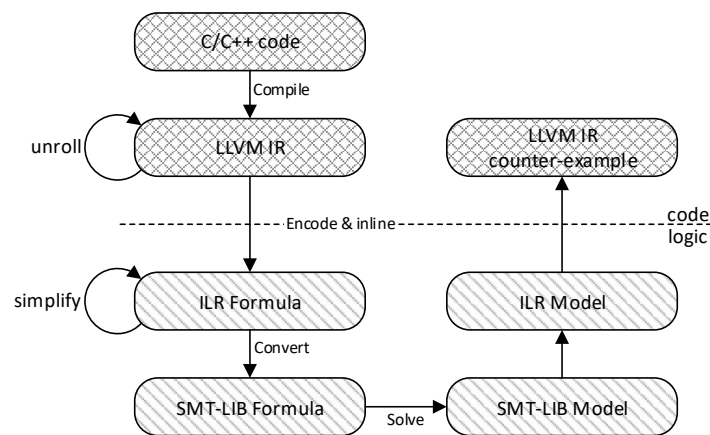 C/C++ code
Compile
unroll
LLVM IR
LLVM IR
counter-example
Encode & inline
code
logic
simplify
ILR Formula
ILR Model
Convert
SMT-LIB Formula
Solve
SMT-LIB Model